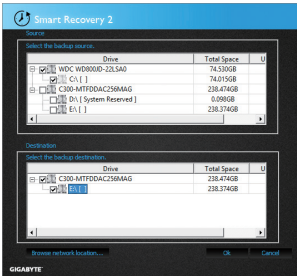 Smart Recovery 2
Source
Select the backup source.
Drive Total Space U
WDC WD800JD-22LSA0 74.530GB
C:\ [ ] 74.015GB
C300-MTFDDAC256MAG 238.474GB
D:\ [ System Reserved ] 0.098GB
E:\ [ ] 238.374GB
Destination
Select the backup destination.
Drive Total Space U
C300-MTFDDAC256MAG 238.474GB
E:\ [ ] 238.374GB
Browse network location... Ok Cancel
GIGABYTE